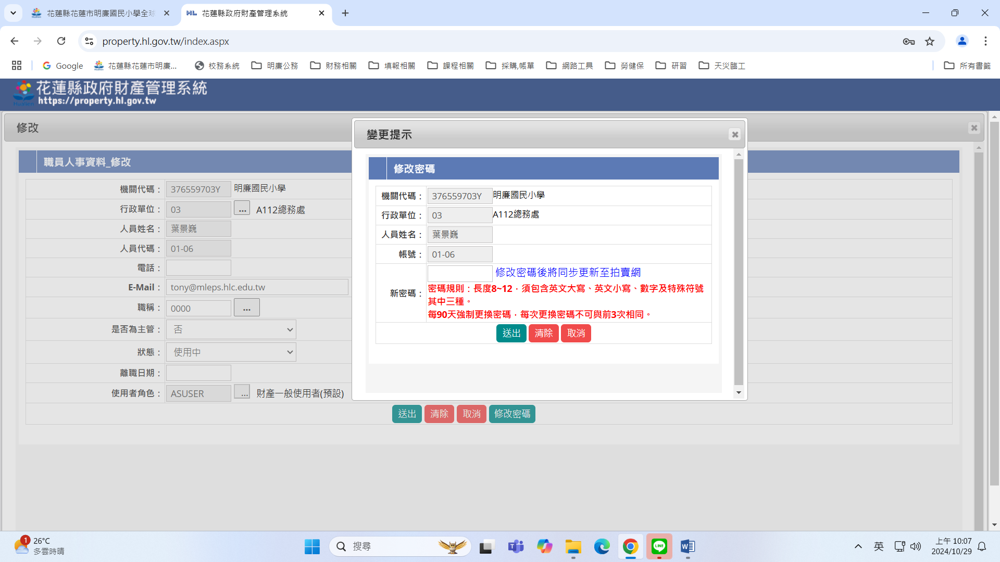 花蓮縣花蓮市明廉國民小學全球
花蓮縣政府財產管理系統
property.hl.gov.tw/index.aspx
Google
花蓮縣花蓮市明廉...
校務系統
明廉公務
財務相關
填報相關
課程相關
採購,帳單
網路工具
勞健保
研習
天災臨工
所有書籤
花蓮縣政府財產管理系統
https://property.hl.gov.tw
修改
職員人事資料_修改
機關代碼： 376559703Y 明廉國民小學
行政單位： 03 ... A112總務處
人員姓名： 葉景巍
人員代碼： 01-06
電話：
E-Mail： tony@mleps.hlc.edu.tw
職稱： 0000 ...
是否為主管： 否
狀態： 使用中
離職日期：
使用者角色： ASUSER ... 財產一般使用者(預設)
送出 清除 取消 修改密碼
變更提示
修改密碼
機關代碼： 376559703Y 明廉國民小學
行政單位： 03 A112總務處
人員姓名： 葉景巍
帳號： 01-06
新密碼： 修改密碼後將同步更新至拍賣網
密碼規則：長度8~12，須包含英文大寫、英文小寫、數字及特殊符號
其中三種。
每90天強制更換密碼，每次更換密碼不可與前3次相同。
送出 清除 取消
1
26°C
多雲時晴
搜尋
英
上午 10:07
2024/10/29